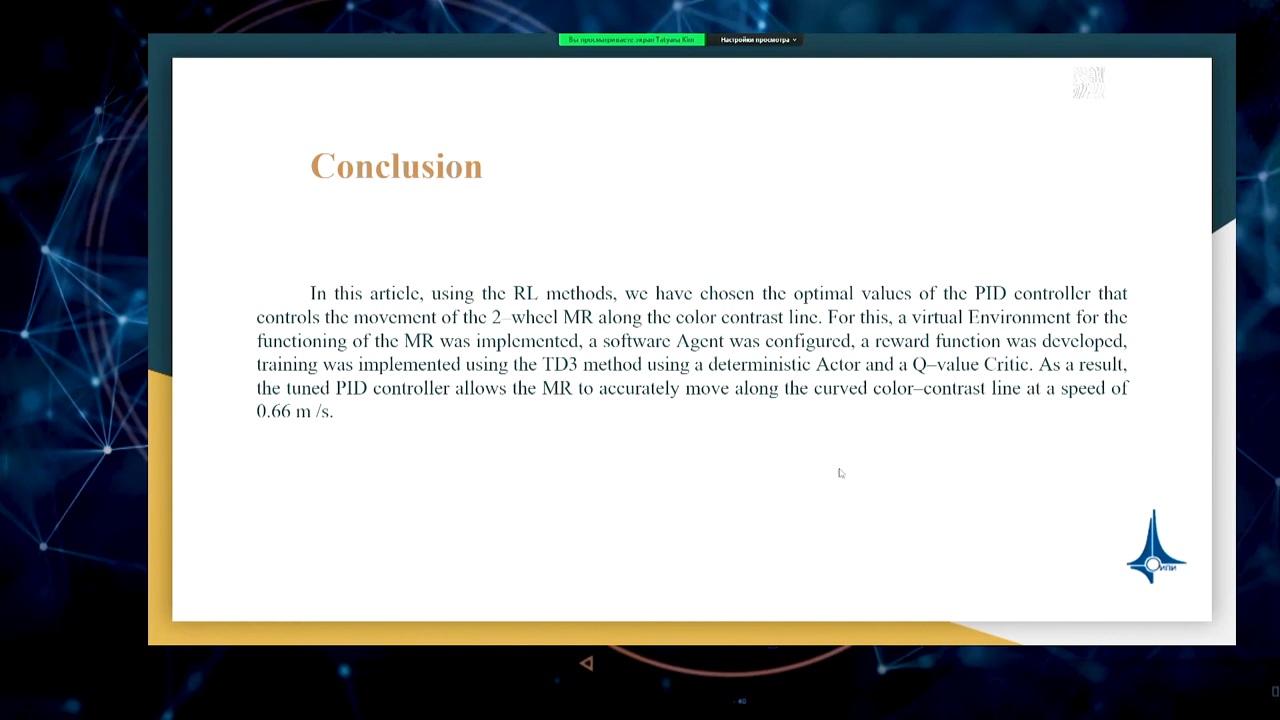 Вы просматриваете экран Tatyana Kim
Настройки просмотра
Conclusion
In this article, using the RL methods, we have chosen the optimal values of the PID controller that
controls the movement of the 2–wheel MR along the color contrast line. For this, a virtual Environment for the
functioning of the MR was implemented, a software Agent was configured, a reward function was developed,
training was implemented using the TD3 method using a deterministic Actor and a Q–value Critic. As a result,
the tuned PID controller allows the MR to accurately move along the curved color–contrast line at a speed of
0.66 m /s.
ИПИ